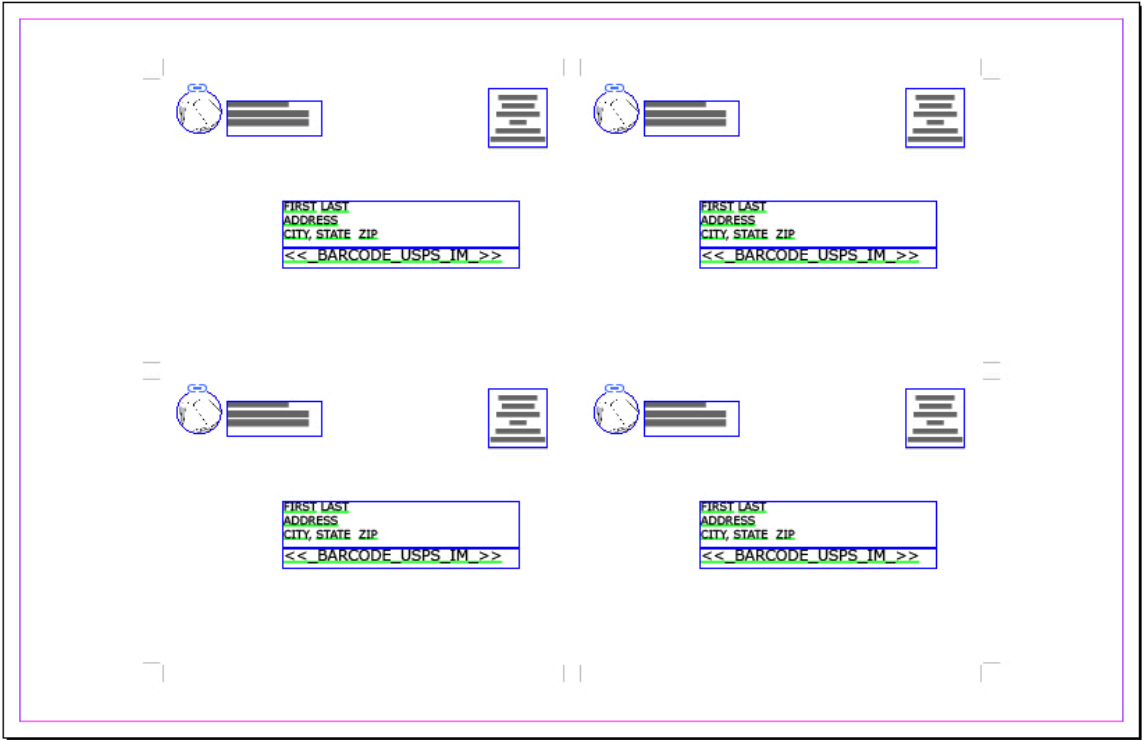 FIRST LAST
ADDRESS
CITY, STATE  ZIP
<<_BARCODE_USPS_IM_>>
FIRST LAST
ADDRESS
CITY, STATE  ZIP
<<_BARCODE_USPS_IM_>>
FIRST LAST
ADDRESS
CITY, STATE  ZIP
<<_BARCODE_USPS_IM_>>
FIRST LAST
ADDRESS
CITY, STATE  ZIP
<<_BARCODE_USPS_IM_>>